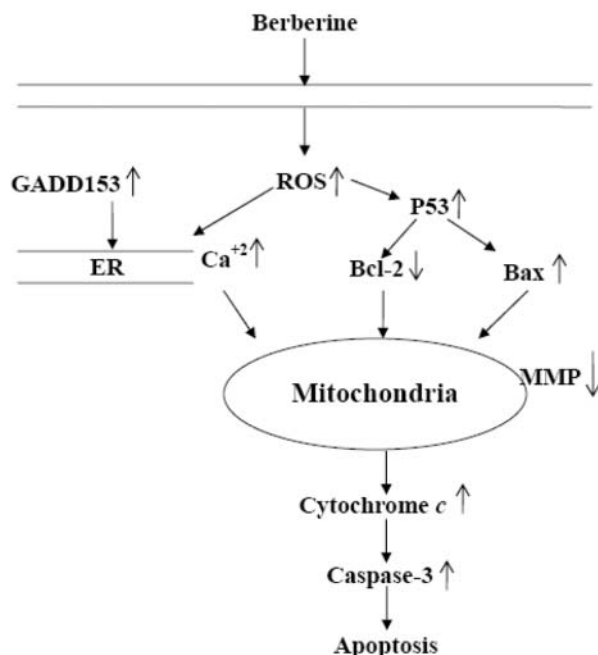 Berberine
GADD153↑
ROS↑
P53↑
ER
Ca+2↑
Bcl-2↓
Bax ↑
Mitochondria
MMP↓
Cytochrome c ↑
Caspase-3↑
Apoptosis